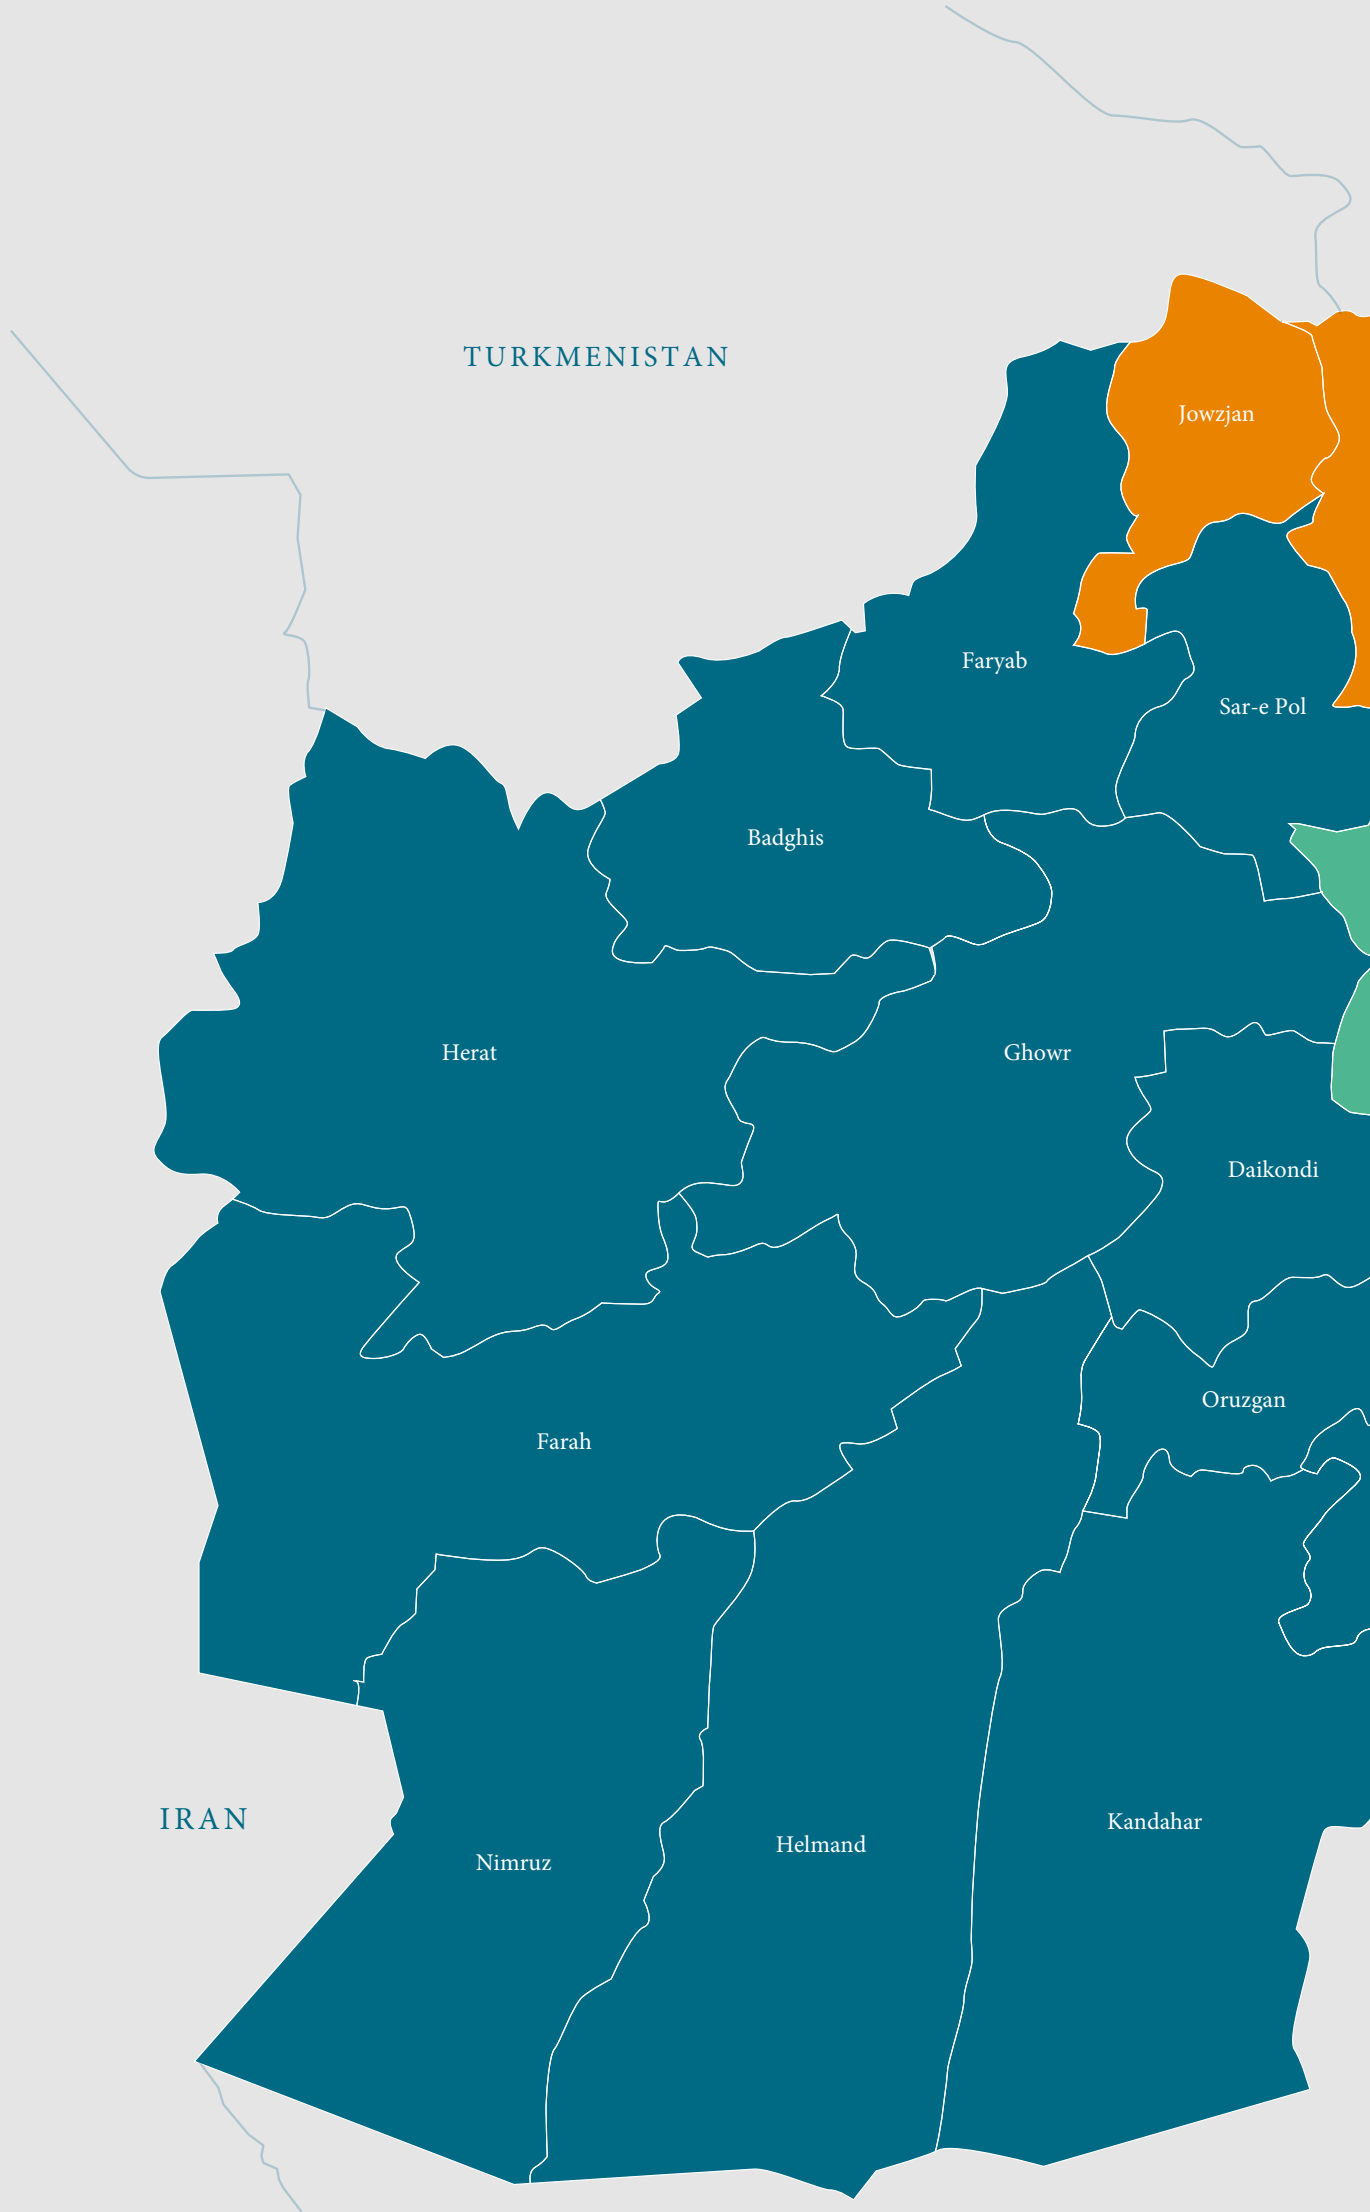 TURKMENISTAN
Jowzjan
Faryab
Sar-e Pol
Badghis
Herat
Ghowr
Daikondi
Oruzgan
Farah
IRAN
Kandahar
Helmand
Nimruz